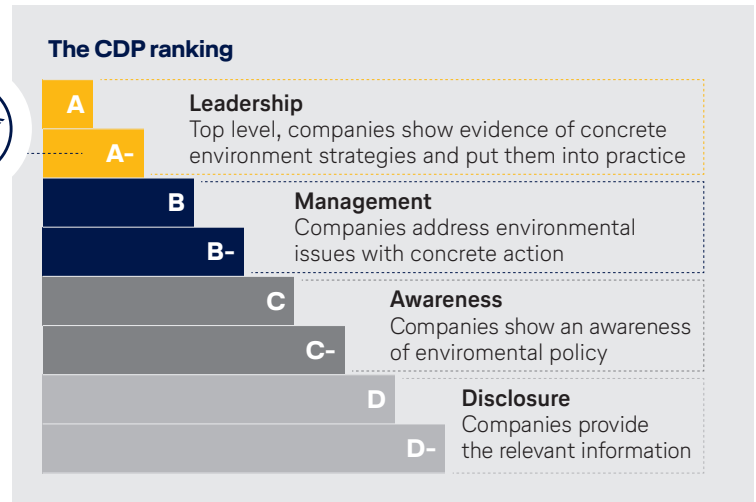 The CDP ranking
A
Leadership
Top level, companies show evidence of concrete
environment strategies and put them into practice
A-
B
Management
Companies address environmental
issues with concrete action
B-
C
Awareness
Companies show an awareness
of enviromental policy
C-
D
Disclosure
Companies provide
the relevant information
D-